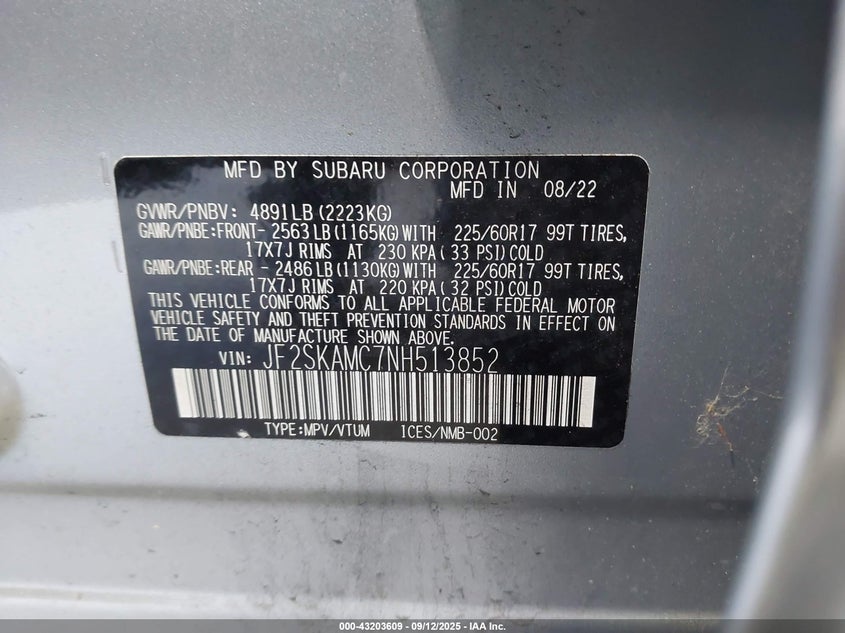 MFD BY SUBARU CORPORATION
MFD IN 08/22
GVWR/PNBV: 4891LB (2223KG)
GAWR/PNBE:FRONT- 2563 LB (1165KG) WITH 225/60R17 99T TIRES,
17X7J RIMS AT 230 KPA ( 33 PSI) COLD
GAWR/PNBE:REAR - 2486 LB (1130KG) WITH 225/60R17 99T TIRES,
17X7J RIMS AT 220 KPA ( 32 PSI) COLD
THIS VEHICLE CONFORMS TO ALL APPLICABLE FEDERAL MOTOR
VEHICLE SAFETY AND THEFT PREVENTION STANDARDS IN EFFECT ON
THE DATE OF MANUFACTURE SHOWN ABOVE.
VIN: JF2SKAMC7NH513852
TYPE:MPV/VTUM ICES/NMB-002
000-43203609 - 09/12/2025 - IAA Inc.